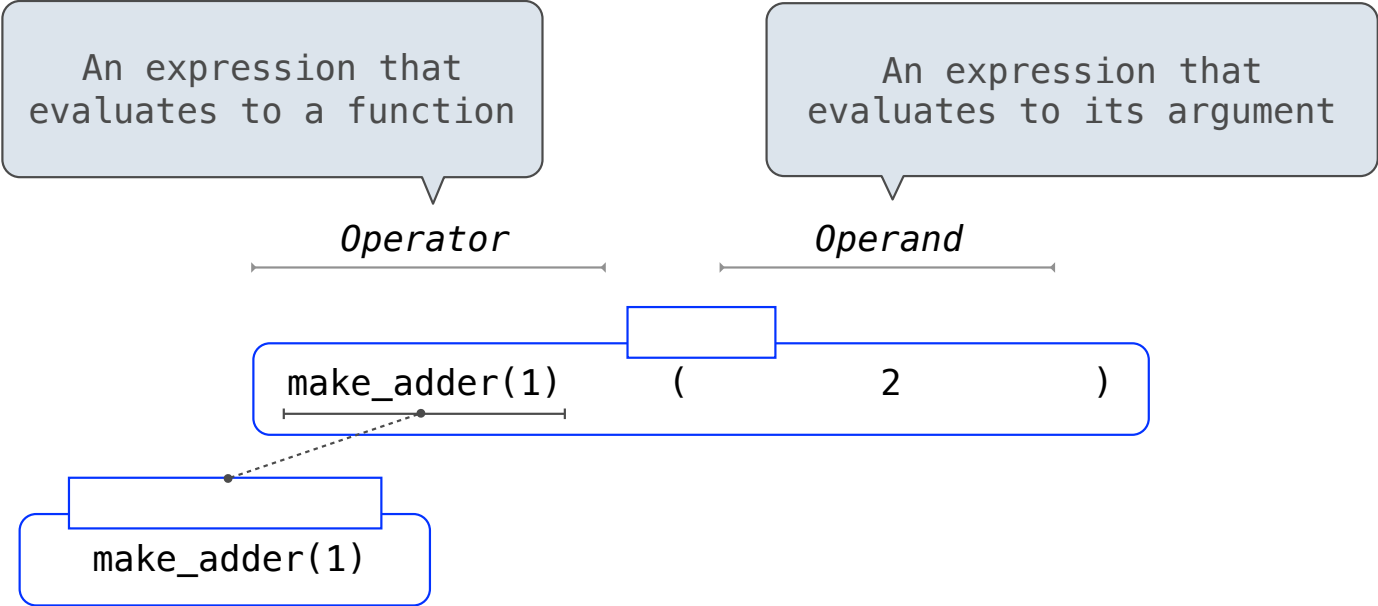 An expression that
evaluates to a function
An expression that
evaluates to its argument
Operator
Operand
make_adder(1) ( 2 )
make_adder(1)